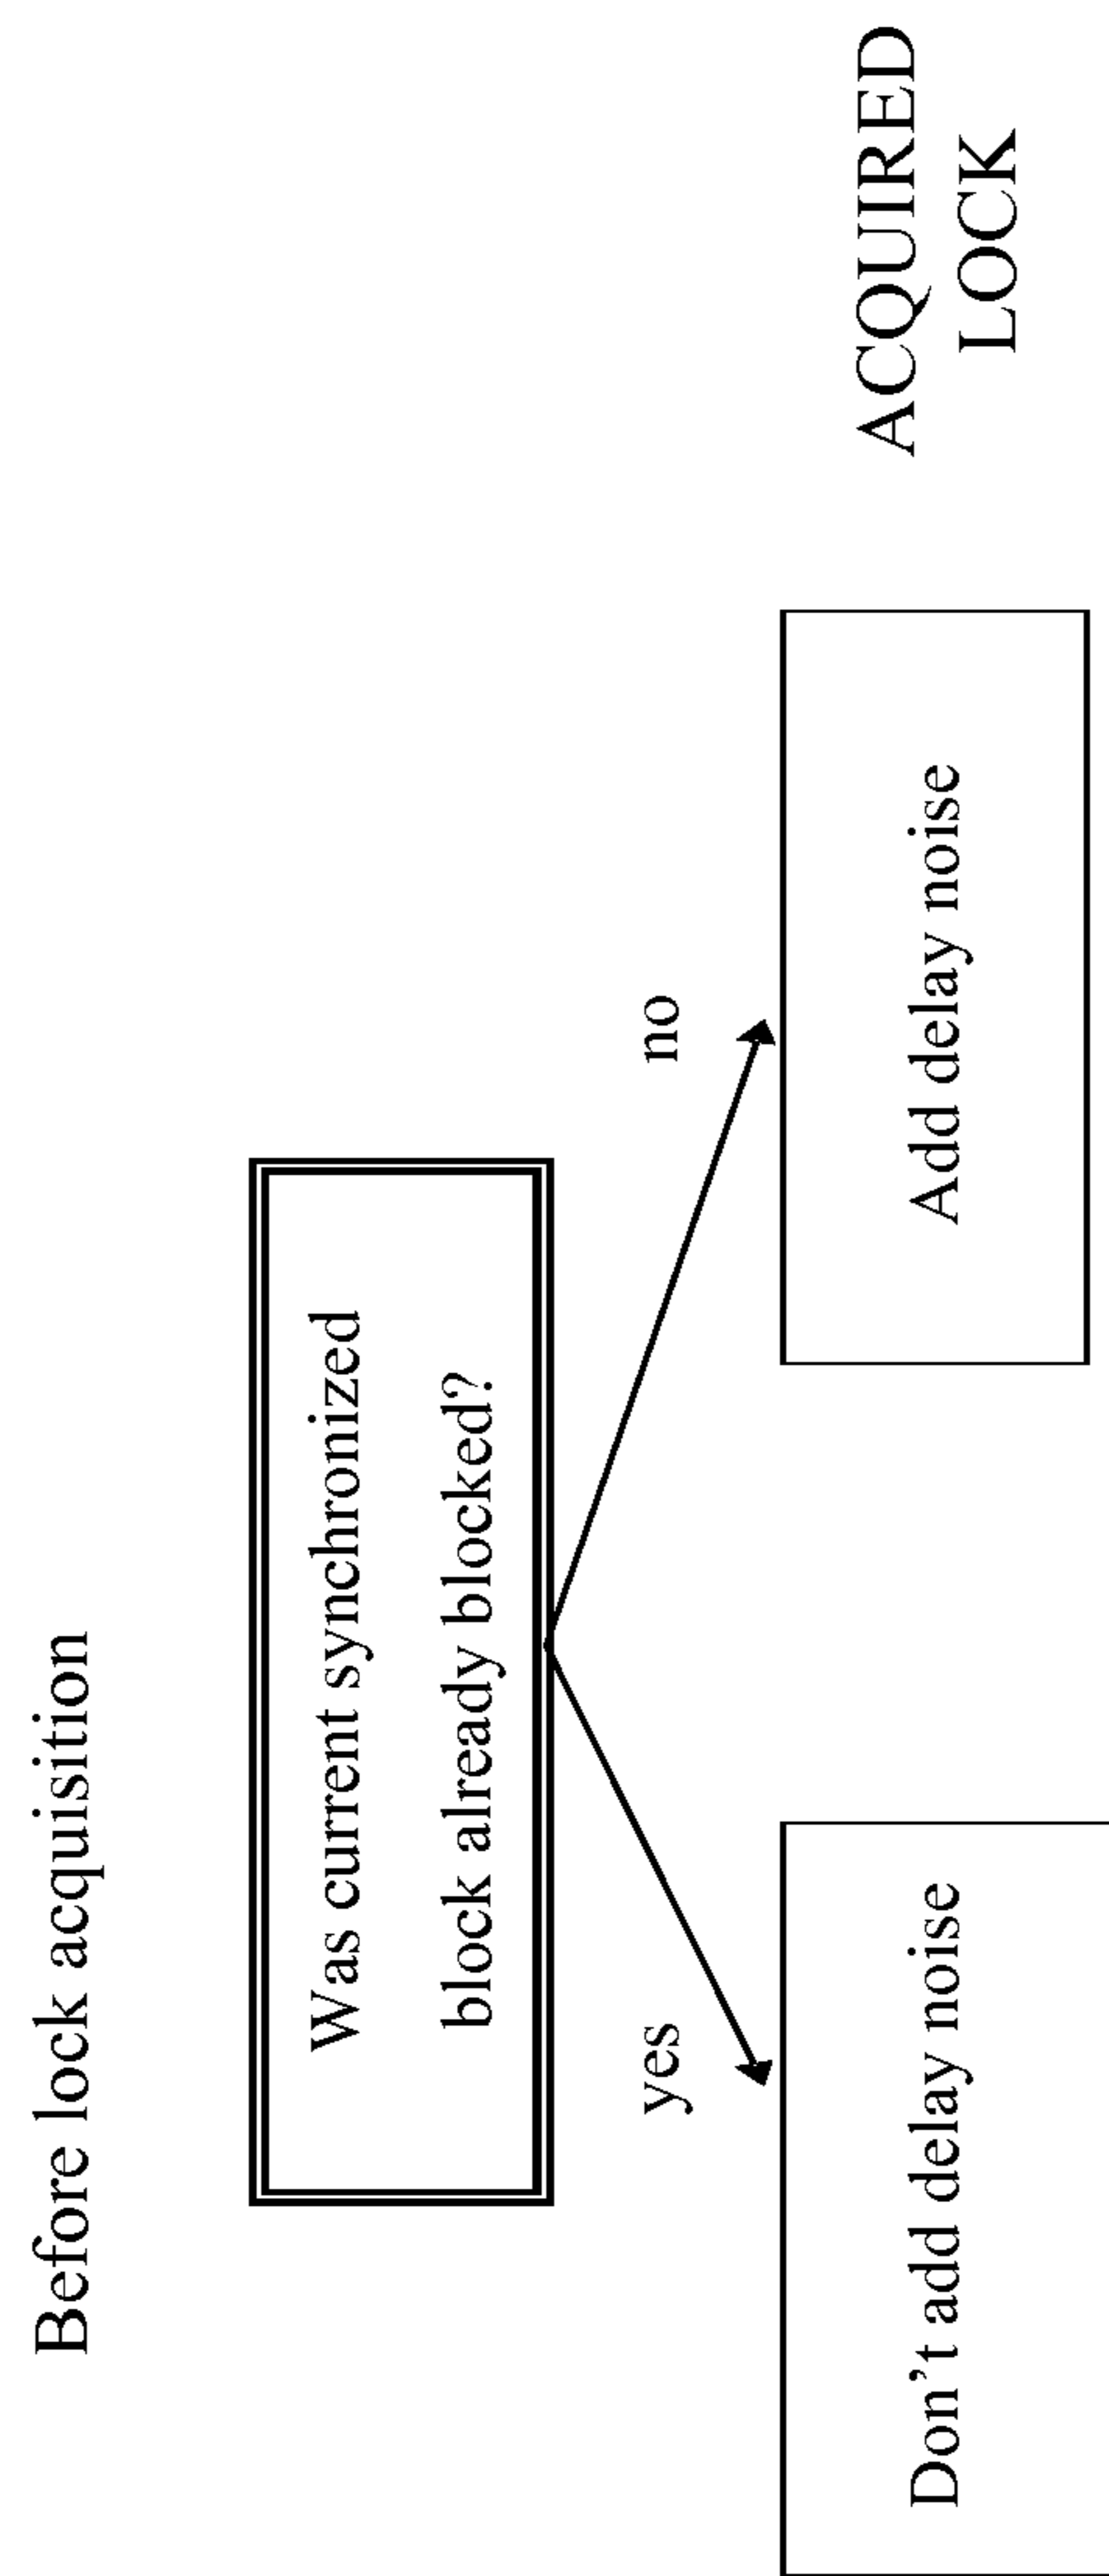 Before lock acquisition
Was current synchronized
block already blocked?
yes
no
Don’t add delay noise
Add delay noise
ACQUIRED
LOCK